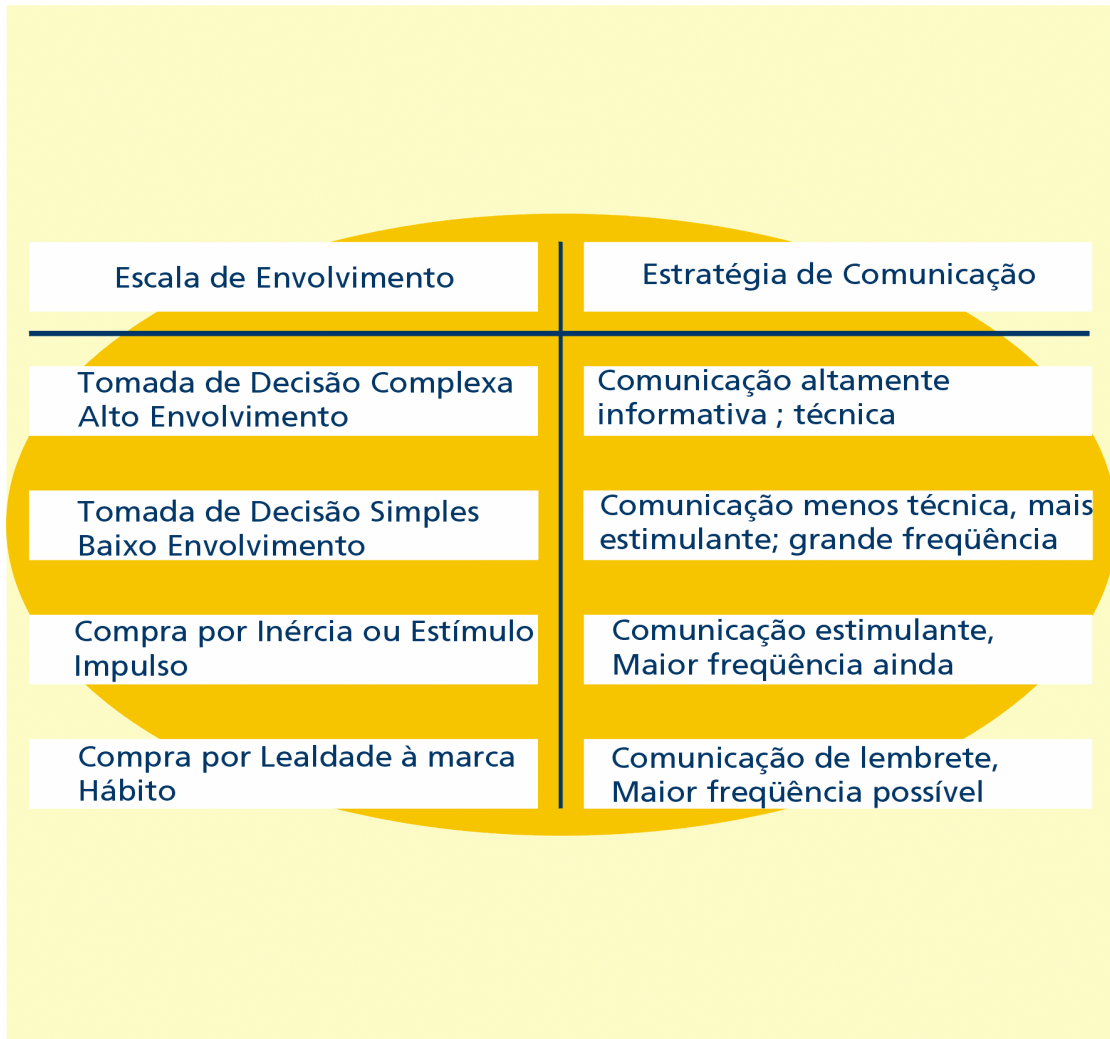 Escala de Envolvimento
Estratégia de Comunicação
Tomada de Decisão Complexa
Alto Envolvimento
Comunicação altamente
informativa ; técnica
Tomada de Decisão Simples
Baixo Envolvimento
Comunicação menos técnica, mais
estimulante; grande freqüência
Compra por Inércia ou Estímulo
Impulso
Comunicação estimulante,
Maior freqüência ainda
Compra por Lealdade à marca
Hábito
Comunicação de lembrete,
Maior freqüência possível